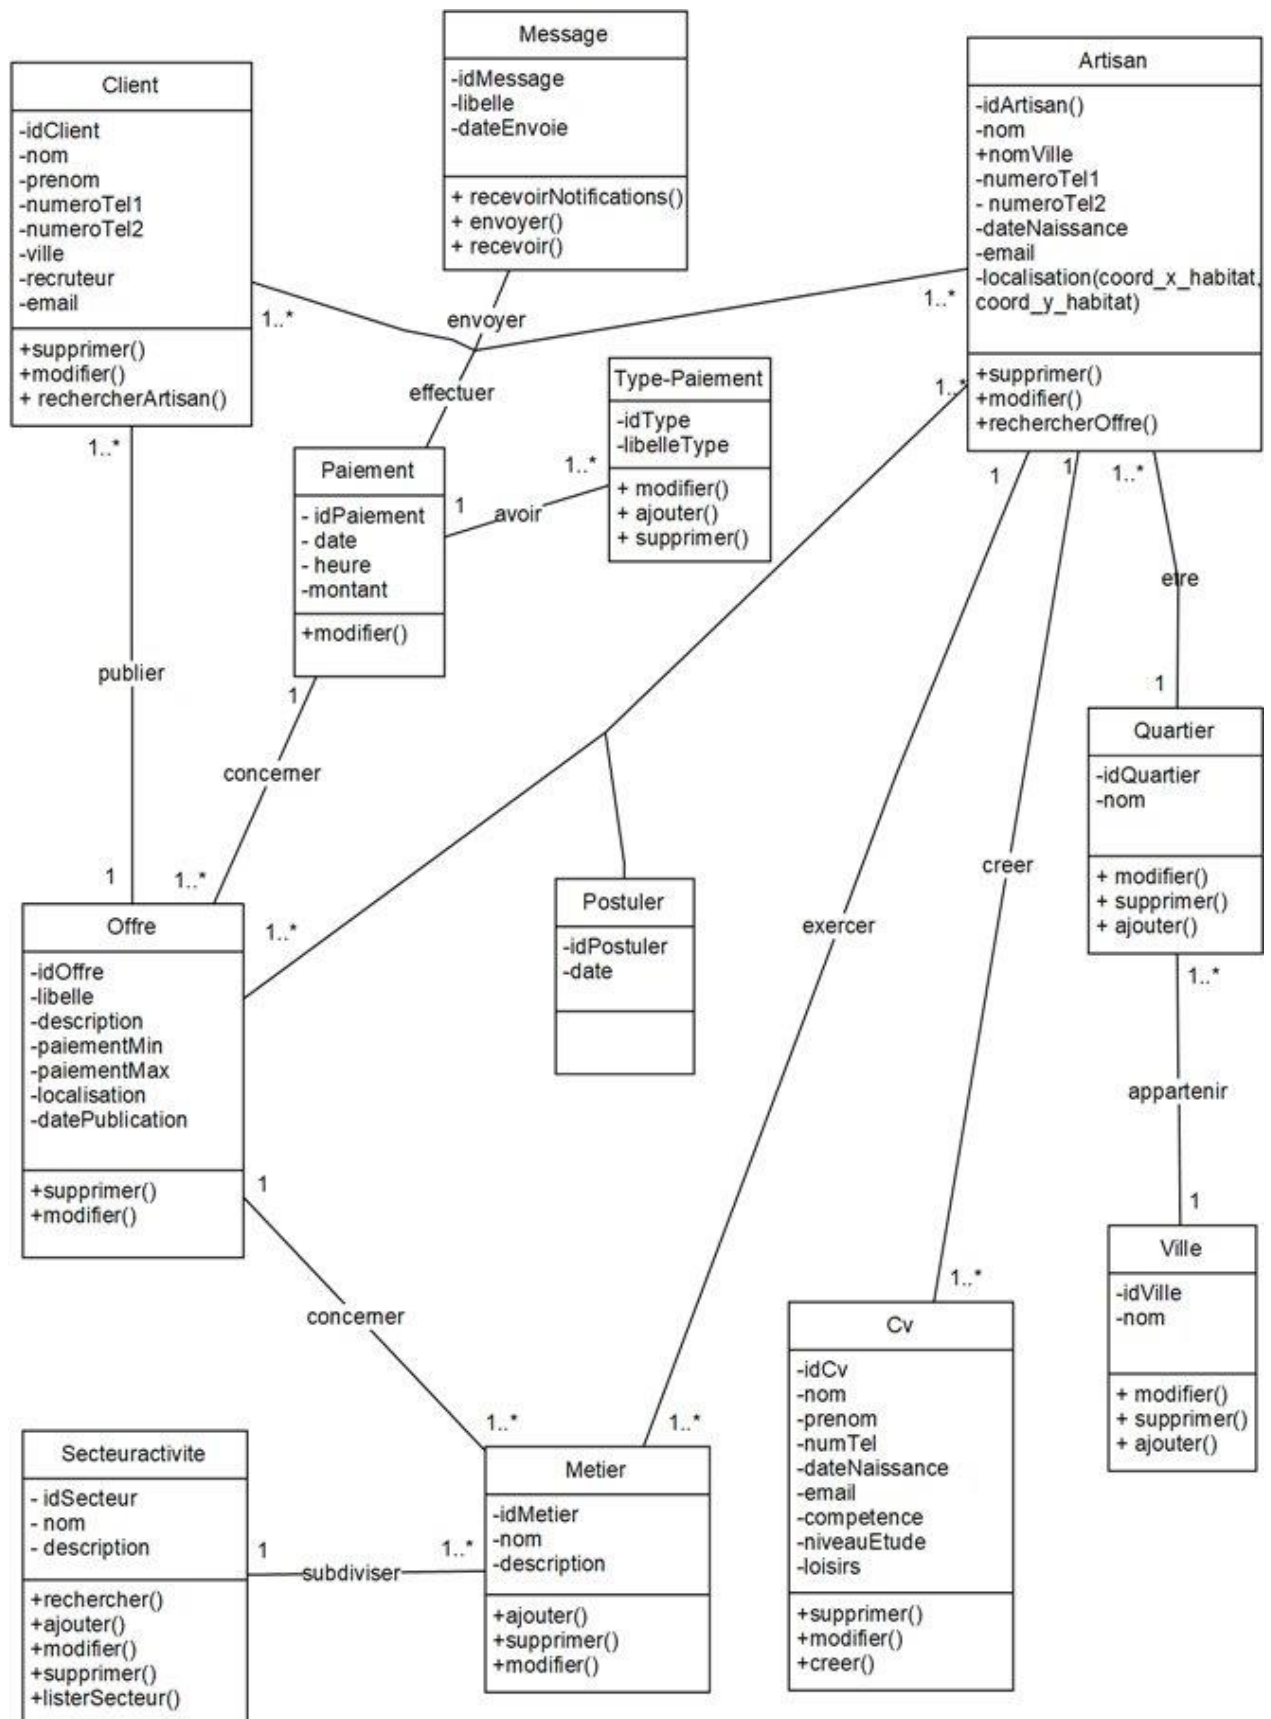 Message
-idMessage
-libelle
-dateEnvoie
+ recevoirNotifications()
+ envoyer()
+ recevoir()
Client
-idClient
-nom
-prenom
-numeroTel1
-numeroTel2
-ville
-recruteur
-email
+supprimer()
+modifier()
+ rechercherArtisan()
Artisan
-idArtisan()
-nom
+nomVille
-numeroTel1
- numeroTel2
-dateNaissance
-email
-localisation(coord_x_habitat,
coord_y_habitat)
+supprimer()
+modifier()
+rechercherOffre()
1..*
1..*
envoyer
effectuer
Type-Paiement
-idType
-libelleType
+ modifier()
+ ajouter()
+ supprimer()
1..*
1..*
Paiement
- idPaiement
- date
- heure
-montant
+modifier()
1
avoir
1..*
1
1
1..*
etre
publier
1
concerner
1
1..*
1
Quartier
-idQuartier
-nom
+ modifier()
+ supprimer()
+ ajouter()
creer
exercer
Postuler
-idPostuler
-date
Offre
-idOffre
-libelle
-description
-paiementMin
-paiementMax
-localisation
-datePublication
+supprimer()
+modifier()
1..*
1..*
appartenir
1
1
Ville
-idVille
-nom
+ modifier()
+ supprimer()
+ ajouter()
concerner
1..*
Cv
-idCv
-nom
-prenom
-numTel
-dateNaissance
-email
-competence
-niveauEtude
-loisirs
+supprimer()
+modifier()
+creer()
1..*
1..*
Secteuractivite
- idSecteur
- nom
- description
+rechercher()
+ajouter()
+modifier()
+supprimer()
+listerSecteur()
1
subdiviser
1..*
Metier
-idMetier
-nom
-description
+ajouter()
+supprimer()
+modifier()